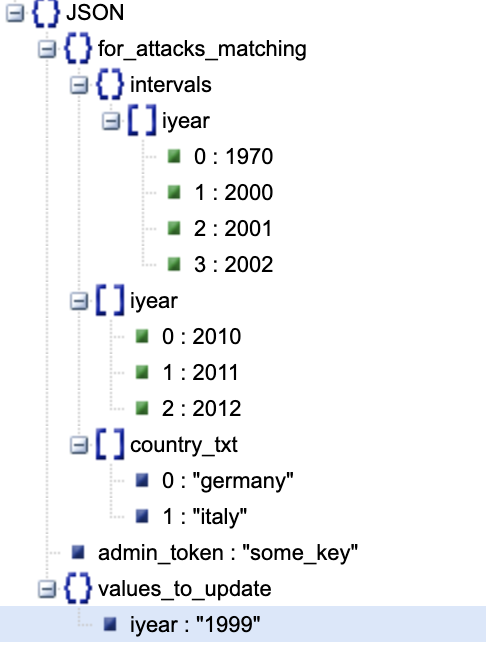 JSON
for_attacks_matching
intervals
iyear
0 : 1970
1 : 2000
2 : 2001
3 : 2002
iyear
0 : 2010
1 : 2011
2 : 2012
country_txt
0 : "germany"
1 : "italy"
admin_token : "some_key"
values_to_update
iyear : "1999"